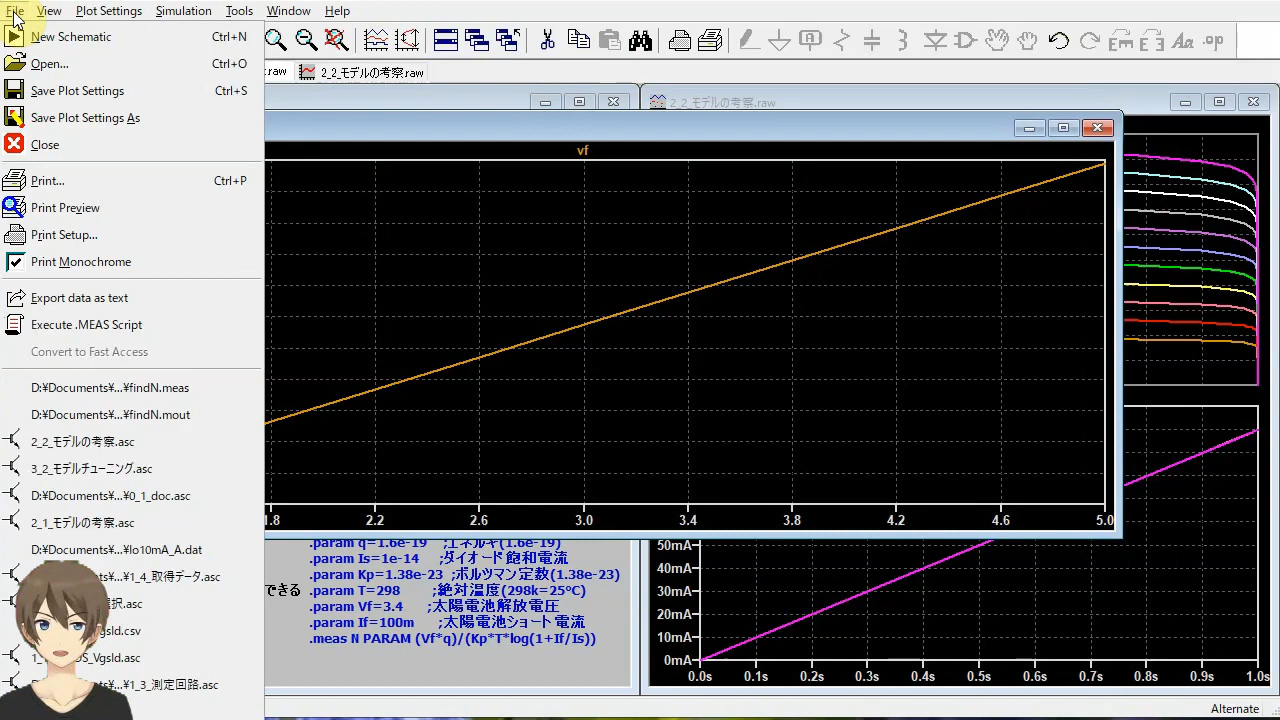 File View Plot Settings Simulation Tools Window Help
New Schematic Ctrl+N
Open... Ctrl+O
Save Plot Settings Ctrl+S
Save Plot Settings As
Close
Print... Ctrl+P
Print Preview
Print Setup...
Print Monochrome
Export data as text
Execute .MEAS Script
Convert to Fast Access
D:¥Documents¥...¥findN.meas
D:¥Documents¥...¥findN.mout
2_2_モデルの考察.asc
3_2_モデルチューニング.asc
D:¥Documents¥...¥0_1_doc.asc
2_1_モデルの考察.asc
D:¥Documents¥...¥Io10mA_A.dat
¥...¥1_4_取得データ.asc
択.asc
Vgsld.csv
OS_Vgsld.asc
¥...¥1_3_測定回路.asc
.raw
2_2_モデルの考察.raw
2_2_モデルの考察.raw
.op
vf
1.8 2.2 2.6 3.0 3.4 3.8 4.2 4.6 5.0
.param q=1.6e-19 ;エネルギ(1.6e-19)
.param Is=1e-14 ;ダイオード飽和電流
.param Kp=1.38e-23 ;ボルツマン定数(1.38e-23)
できる .param T=298 ;絶対温度(298k=25℃)
.param Vf=3.4 ;太陽電池解放電圧
.param If=100m ;太陽電池ショート電流
.meas N PARAM (Vf*q)/(Kp*T*log(1+If/Is))
50mA
40mA
30mA
20mA
10mA
0mA
0.0s 0.1s 0.2s 0.3s 0.4s 0.5s 0.6s 0.7s 0.8s 0.9s 1.0s
Alternate